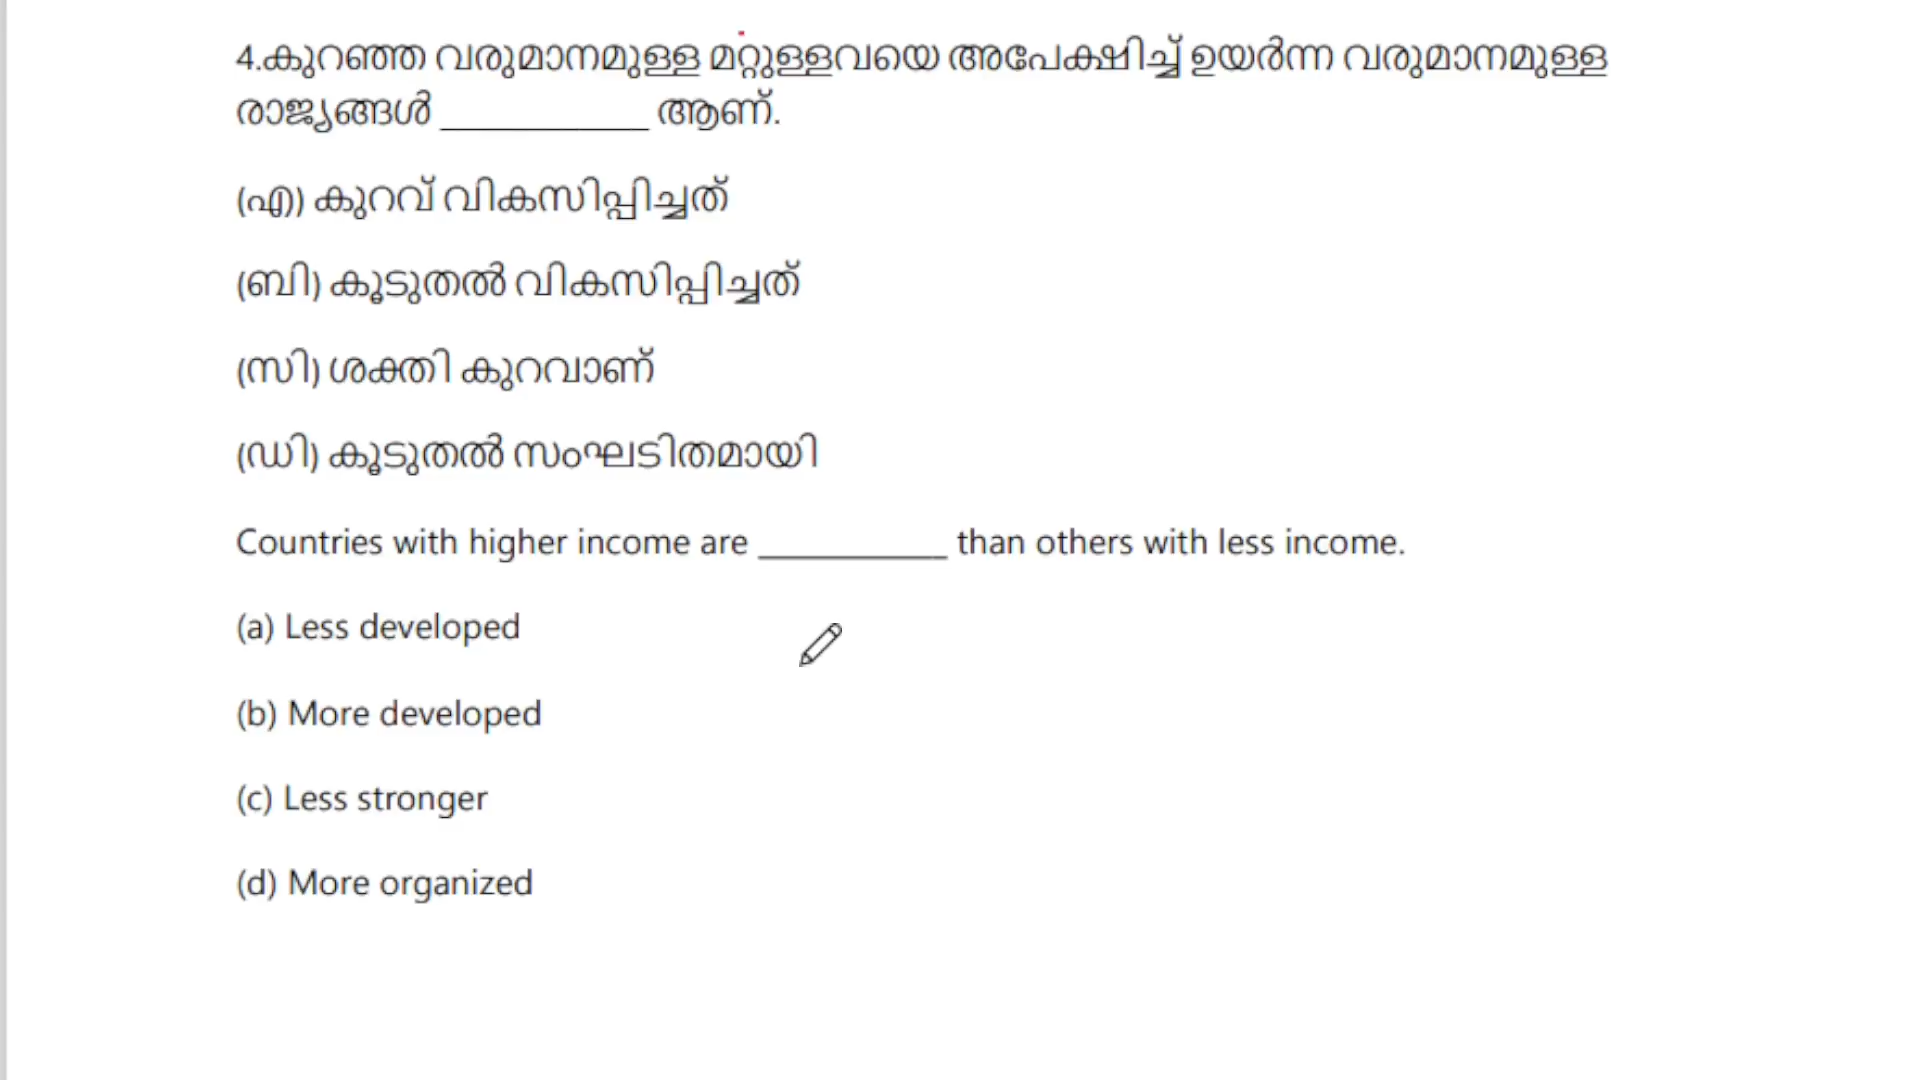 4.കുറഞ്ഞ വരുമാനമുള്ള മറ്റുള്ളവയെ അപേക്ഷിച്ച് ഉയർന്ന വരുമാനമുള്ള
രാജ്യങ്ങൾ ___________ ആണ്.
(എ) കുറവ് വികസിപ്പിച്ചത്
(ബി) കൂടുതൽ വികസിപ്പിച്ചത്
(സി) ശക്തി കുറവാണ്
(ഡി) കൂടുതൽ സംഘടിതമായി
Countries with higher income are __________ than others with less income.
(a) Less developed
(b) More developed
(c) Less stronger
(d) More organized